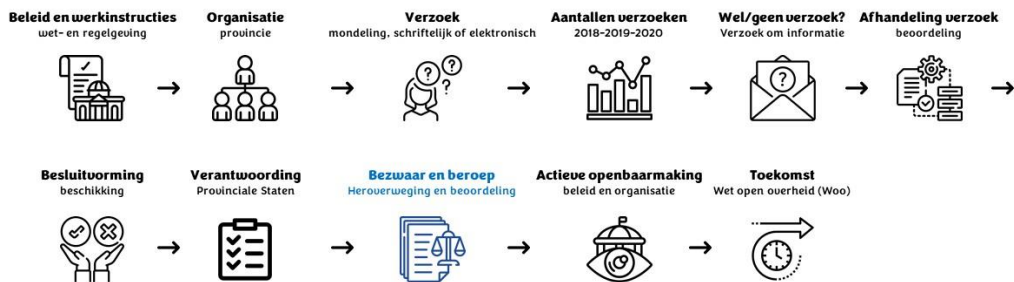 Beleid en werkinstructies
wet- en regelgeving
Organisatie
provincie
Verzoek
mondeling, schriftelijk of elektronisch
Aantallen verzoeken
2018-2019-2020
Wel/geen verzoek?
Verzoek om informatie
Afhandeling verzoek
beoordeling
Besluitvorming
beschikking
Verantwoording
Provinciale Staten
Bezwaar en beroep
Heroverweging en beoordeling
Actieve openbaarmaking
beleid en organisatie
Toekomst
Wet open overheid (Woo)